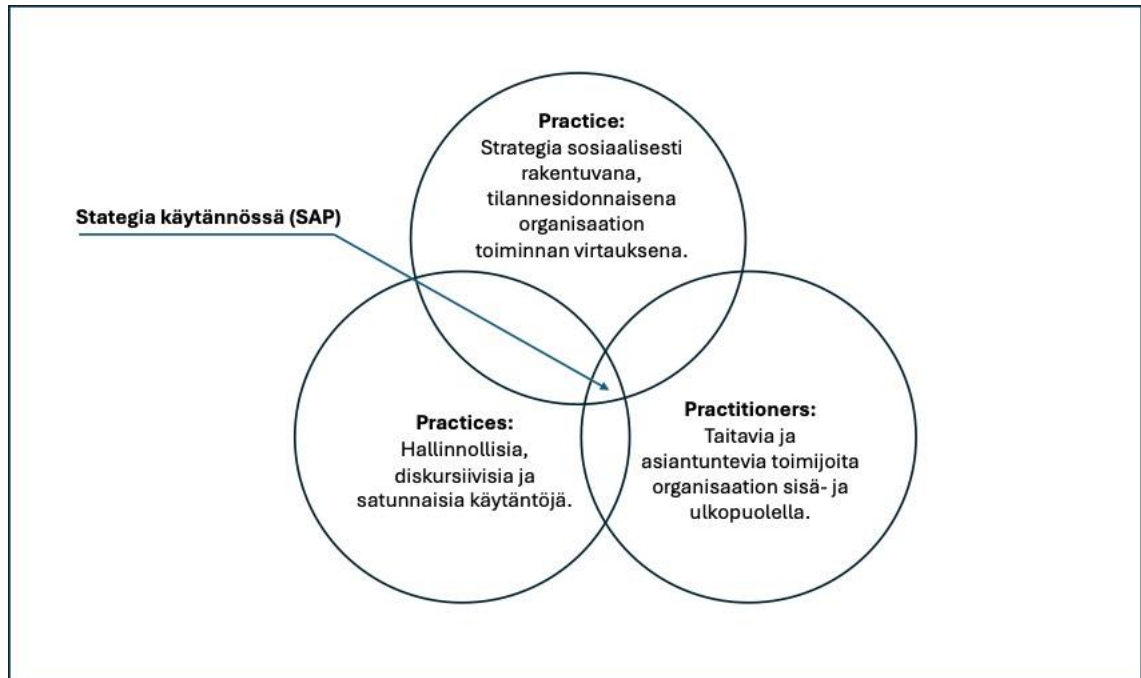 Practice:
Strategia sosiaalisesti
rakentuvana,
tilannesidonnaisena
organisaation
toiminnan virtauksena.
Stategia käytännössä (SAP)
Practices:
Hallinnollisia,
diskursiivisia ja
satunnaisia käytäntöjä.
Practitioners:
Taitavia ja
asiantuntevia toimijoita
organisaation sisä- ja
ulkopuolella.